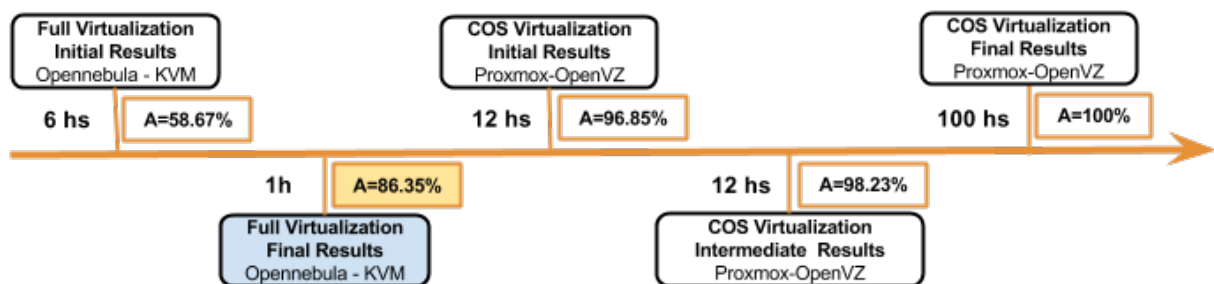 Full Virtualization
Initial Results
Opennebula - KVM
6 hs
A=58.67%
1h
A=86.35%
Full Virtualization
Final Results
Opennebula - KVM
COS Virtualization
Initial Results
Proxmox-OpenVZ
12 hs
A=96.85%
12 hs
A=98.23%
COS Virtualization
Intermediate Results
Proxmox-OpenVZ
COS Virtualization
Final Results
Proxmox-OpenVZ
100 hs
A=100%